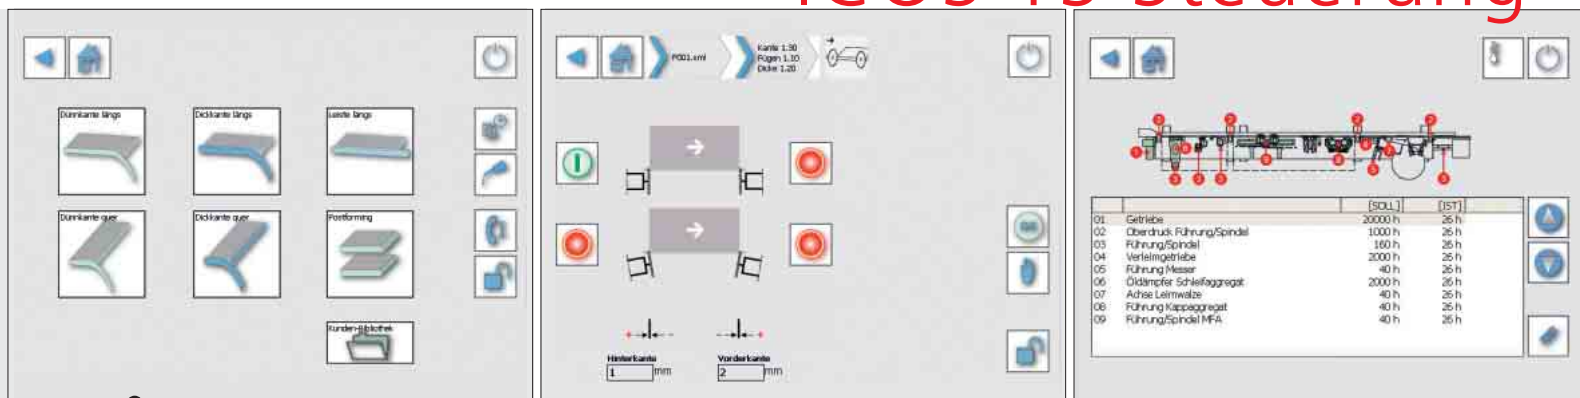 iCOS 15 Steuerung
Dünnkante längs
Dickkante längs
Leiste längs
Dünnkante quer
Dickkante quer
Postforming
Kunden-Bibliothek
P001.xml
Kante 1.30
Fügen 1.10
Dicke 1.20
Hinterkante
Vorderkante
1 mm
2 mm
[SOLL] [IST]
01 Getriebe 20000 h 26 h
02 Oberdruck Führung/Spindel 1000 h 26 h
03 Führung/Spindel 160 h 26 h
04 Verleimgetriebe 2000 h 26 h
05 Führung Messer 40 h 26 h
06 Öldämpfer Schleifaggregat 2000 h 26 h
07 Achse Leimwalze 40 h 26 h
08 Führung Kappaggregat 40 h 26 h
09 Führung/Spindel MFA 40 h 26 h